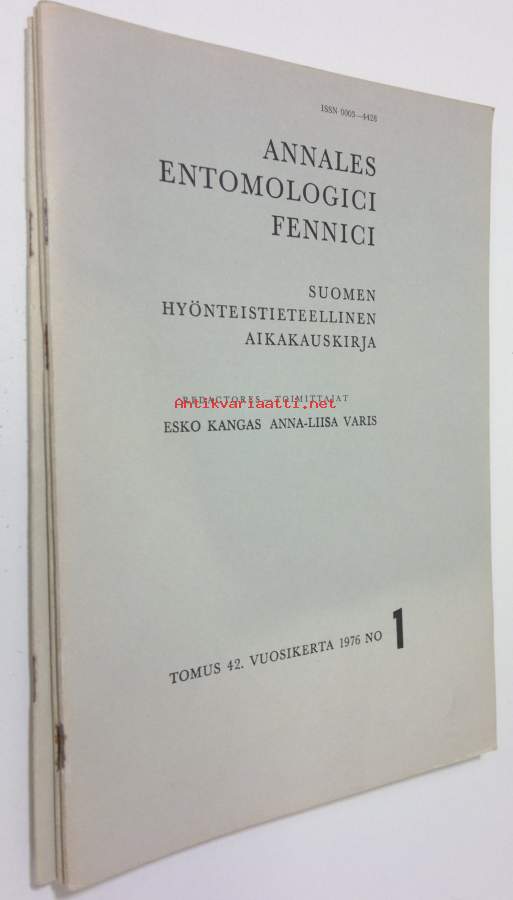 ISSN 0003—4428
ANNALES
ENTOMOLOGICI
FENNICI
SUOMEN
HYÖNTEISTIETEELLINEN
AIKAKAUSKIRJA
REDACTORES — TOIMITTAJAT
Antikvariaatti.net
ESKO KANGAS ANNA-LIISA VARIS
TOMUS 42. VUOSIKERTA 1976 NO 1